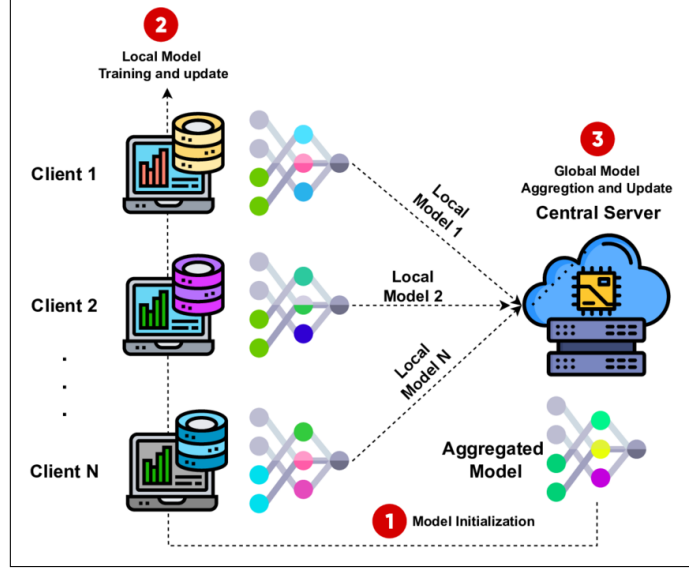 2
Local Model
Training and update
3
Global Model
Aggregtion and Update
Central Server
Client 1
Local
Model 1
Client 2
Local
Model 2
.
.
.
Local
Model N
Client N
Aggregated
Model
1
Model Initialization